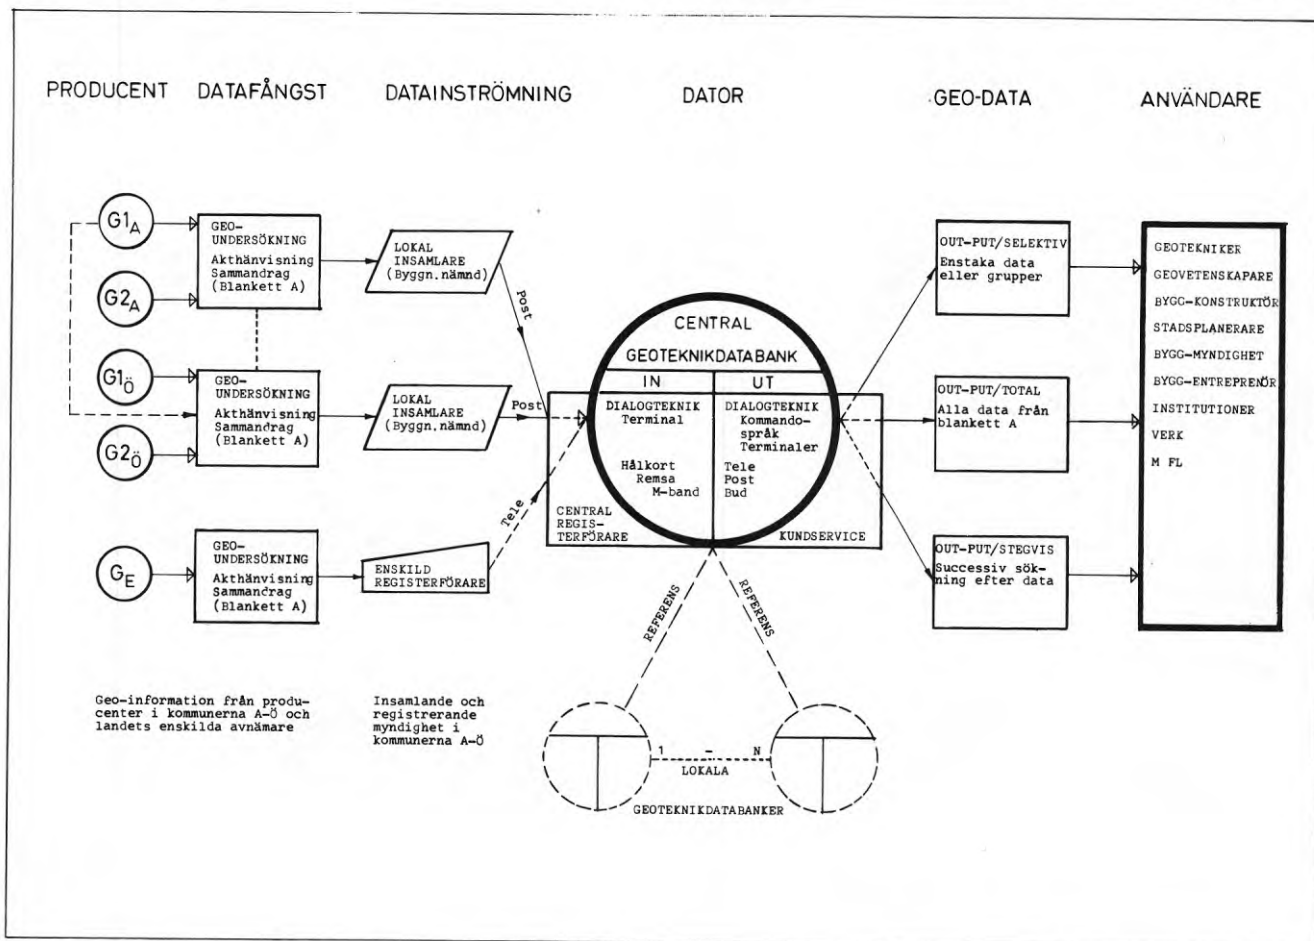 PRODUCENT DATAFÅNGST DATAINSTRÖMNING DATOR GEO-DATA ANVÄNDARE
G1A
G2A
G1Ö
G2Ö
GE
GEO-
UNDERSÖKNING
Akthänvisning
Sammandrag
(Blankett A)
GEO-
UNDERSÖKNING
Akthänvisning
Sammandrag
(Blankett A)
GEO-
UNDERSÖKNING
Akthänvisning
Sammandrag
(Blankett A)
Geo-information från produ-
center i kommunerna A-Ö och
landets enskilda avnämare
LOKAL
INSAMLARE
(Byggn.nämnd)
LOKAL
INSAMLARE
(Byggn.nämnd)
ENSKILD
REGISTERFÖRARE
Insamlande och
registrerande
myndighet i
kommunerna A-Ö
Post
Post
Tele
CENTRAL
GEOTEKNIKDATABANK
IN
DIALOGTEKNIK
Terminal
Hålkort
Remsa
M-band
UT
DIALOGTEKNIK
Kommando-
språk
Terminaler
Tele
Post
Bud
CENTRAL
REGIS-
TERFÖRARE
KUNDSERVICE
REFERENS
REFERENS
1 - N
LOKALA
GEOTEKNIKDATABANKER
OUT-PUT/SELEKTIV
Enstaka data
eller grupper
OUT-PUT/TOTAL
Alla data från
blankett A
OUT-PUT/STEGVIS
Successiv sök-
ning efter data
GEOTEKNIKER
GEOVETENSKAPARE
BYGG-KONSTRUKTÖR
STADSPLANERARE
BYGG-MYNDIGHET
BYGG-ENTREPRENÖR
INSTITUTIONER
VERK
M FL